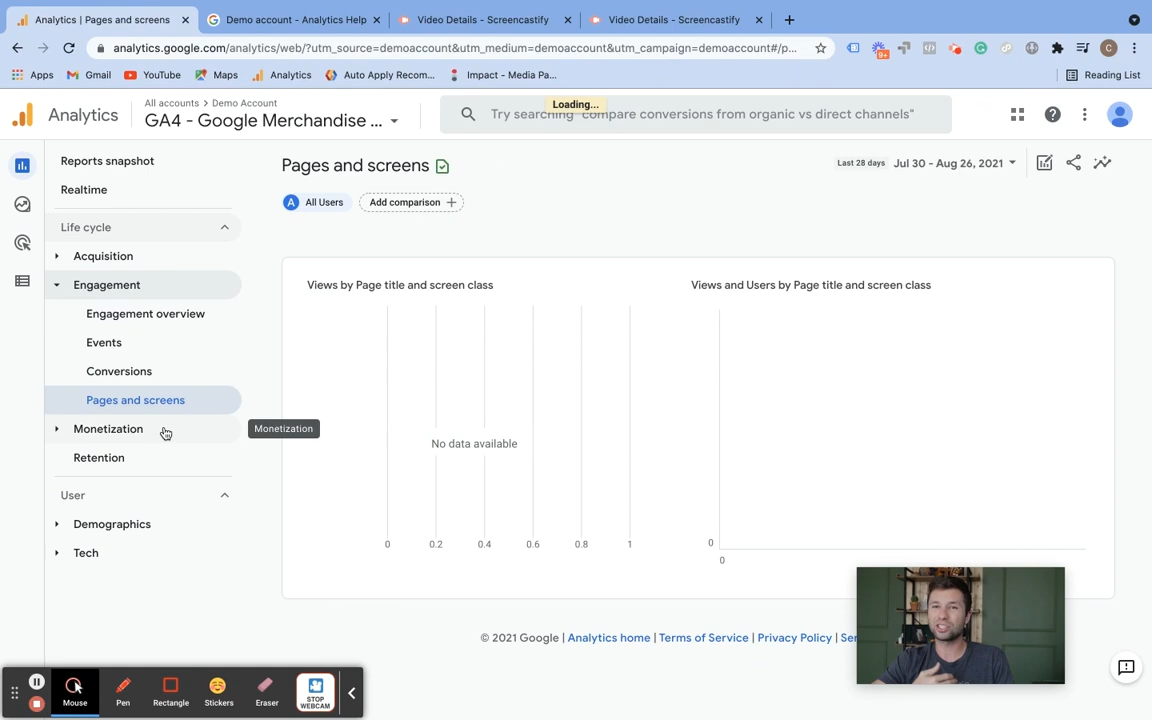 Analytics | Pages and screens
Demo account - Analytics Help
Video Details - Screencastify
Video Details - Screencastify
analytics.google.com/analytics/web/?utm_source=demoaccount&utm_medium=demoaccount&utm_campaign=demoaccount#/p...
9+
C
Apps
Gmail
YouTube
Maps
Analytics
Auto Apply Recom...
Impact - Media Pa...
Reading List
Analytics
All accounts > Demo Account
GA4 - Google Merchandise ...
Loading...
Try searching "compare conversions from organic vs direct channels"
Reports snapshot
Realtime
Life cycle
Acquisition
Engagement
Engagement overview
Events
Conversions
Pages and screens
Monetization
Monetization
Retention
User
Demographics
Tech
Pages and screens
Last 28 days Jul 30 - Aug 26, 2021
A All Users
Add comparison +
Views by Page title and screen class
No data available
0 0.2 0.4 0.6 0.8 1
Views and Users by Page title and screen class
0
0
© 2021 Google | Analytics home | Terms of Service | Privacy Policy | Se
Mouse
Pen
Rectangle
Stickers
Eraser
STOP
WEBCAM